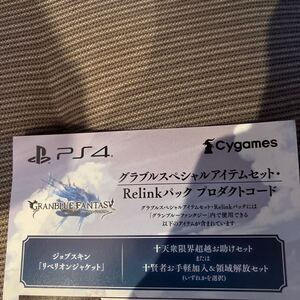 PS4
Cygames
GRANBLUE FANTASY
グラブルスペシャルアイテムセット・
Relinkパック プロダクトコード
グラブルスペシャルアイテムセット・Relinkパックには
「グランブルーファンタジー」内で使用できる
以下のアイテムが含まれています
ジョブスキン
「リベリオンジャケット」
十天衆限界超越お助けセット
または
十賢者お手軽加入&領域解放セット
(いずれかを選択)